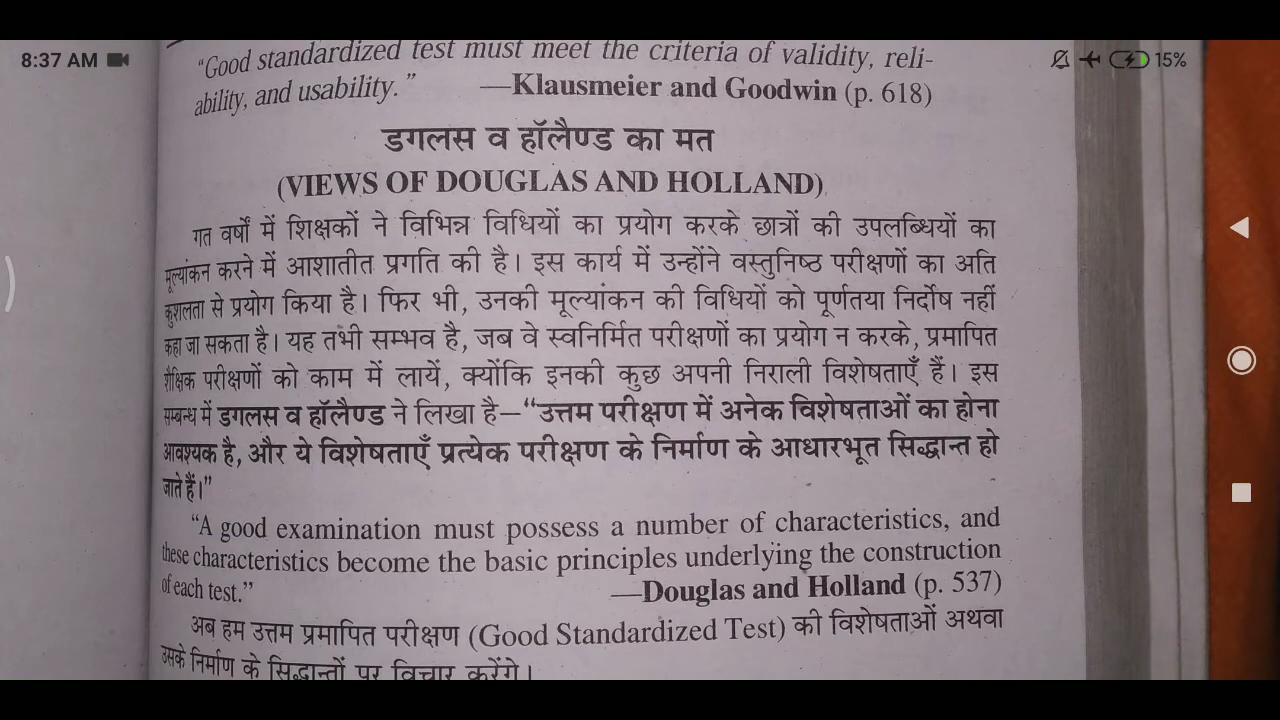 8:37 AM
15%
"Good standardized test must meet the criteria of validity, reli-
ability, and usability." —Klausmeier and Goodwin (p. 618)
डगलस व हॉलैण्ड का मत
(VIEWS OF DOUGLAS AND HOLLAND)
गत वर्षों में शिक्षकों ने विभिन्न विधियों का प्रयोग करके छात्रों की उपलब्धियों का
मूल्यांकन करने में आशातीत प्रगति की है। इस कार्य में उन्होंने वस्तुनिष्ठ परीक्षणों का अति
कुशलता से प्रयोग किया है। फिर भी, उनकी मूल्यांकन की विधियों को पूर्णतया निर्दोष नहीं
कहा जा सकता है। यह तभी सम्भव है, जब वे स्वनिर्मित परीक्षणों का प्रयोग न करके, प्रमापित
शैक्षिक परीक्षणों को काम में लायें, क्योंकि इनकी कुछ अपनी निराली विशेषताएँ हैं। इस
सम्बन्ध में डगलस व हॉलैण्ड ने लिखा है—"उत्तम परीक्षण में अनेक विशेषताओं का होना
आवश्यक है, और ये विशेषताएँ प्रत्येक परीक्षण के निर्माण के आधारभूत सिद्धान्त हो
जाते हैं।"
"A good examination must possess a number of characteristics, and
these characteristics become the basic principles underlying the construction
of each test." —Douglas and Holland (p. 537)
अब हम उत्तम प्रमापित परीक्षण (Good Standardized Test) की विशेषताओं अथवा
उसके निर्माण के सिद्धान्तों पर विचार करेंगे।